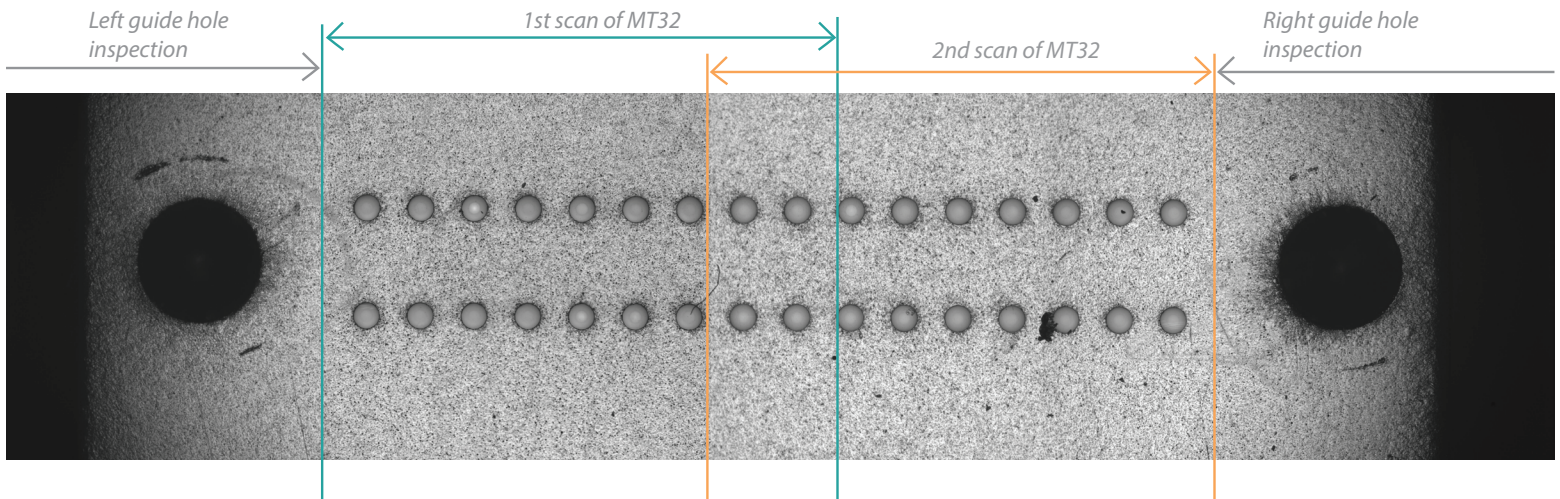 Left guide hole
inspection
1st scan of MT32
2nd scan of MT32
Right guide hole
inspection